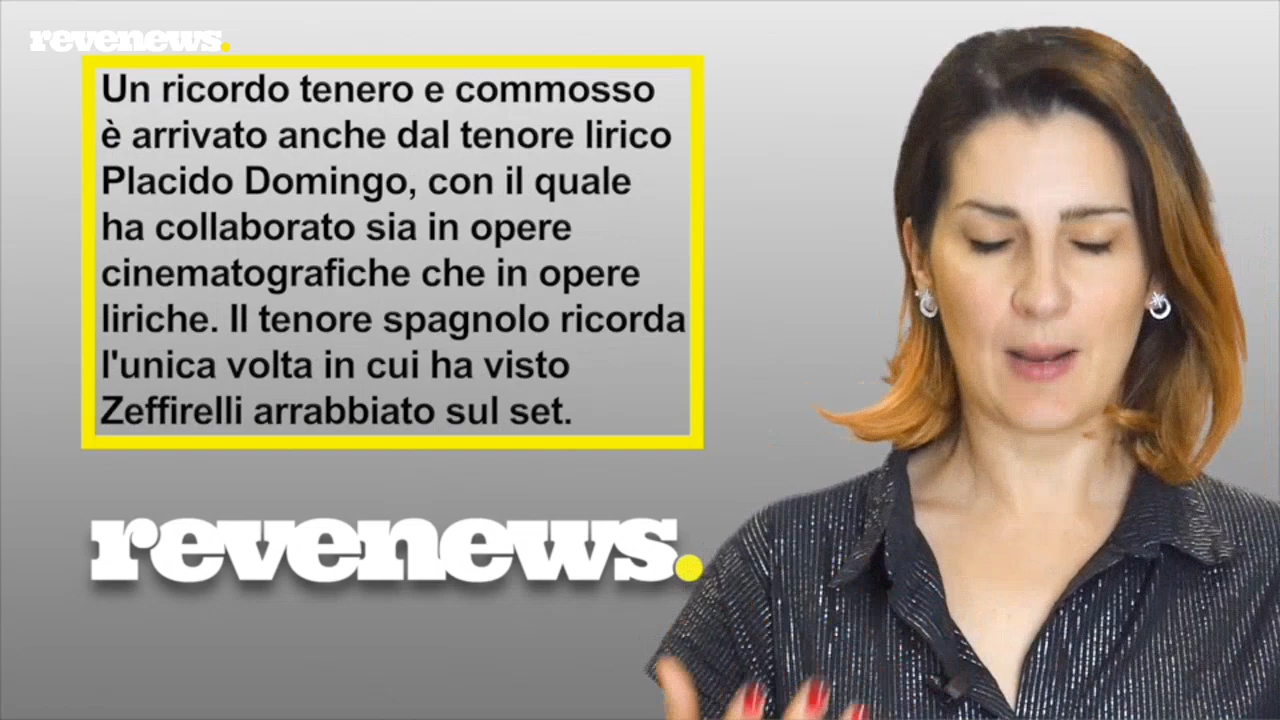 revenews.
Un ricordo tenero e commosso
è arrivato anche dal tenore lirico
Placido Domingo, con il quale
ha collaborato sia in opere
cinematografiche che in opere
liriche. Il tenore spagnolo ricorda
l'unica volta in cui ha visto
Zeffirelli arrabbiato sul set.
revenews.